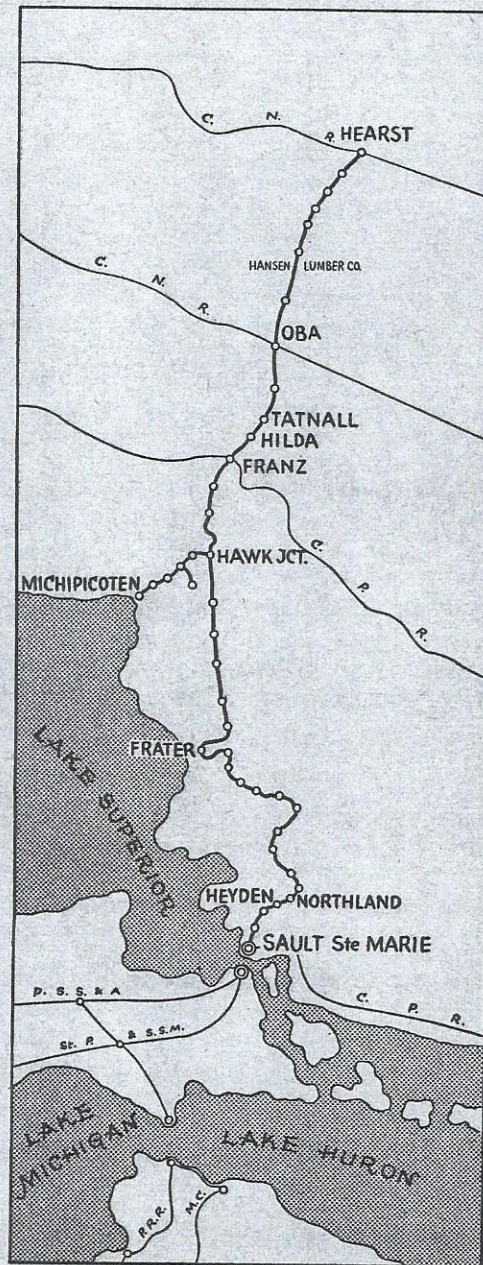 C. N. R. HEARST
HANSEN LUMBER CO.
C. N. R.
OBA
TATNALL
HILDA
FRANZ
HAWK JCT.
C. P. R.
MICHIPICOTEN
FRATER
LAKE SUPERIOR
HEYDEN NORTHLAND
SAULT Ste MARIE
D. S. S. & A
C. P. R.
St. P. & S.S.M.
LAKE
MICHIGAN
LAKE HURON
P.R.R.
M.C.